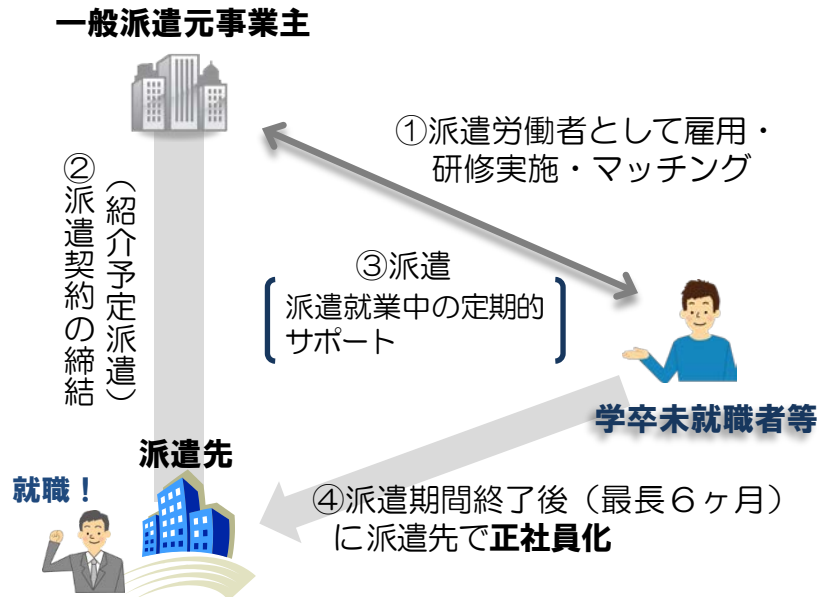 一般派遣元事業主
①派遣労働者として雇用・
研修実施・マッチング
②派遣契約の締結
（紹介予定派遣）
③派遣
派遣就業中の定期的
サポート
学卒未就職者等
派遣先
就職！
④派遣期間終了後（最長６ヶ月）
に派遣先で正社員化